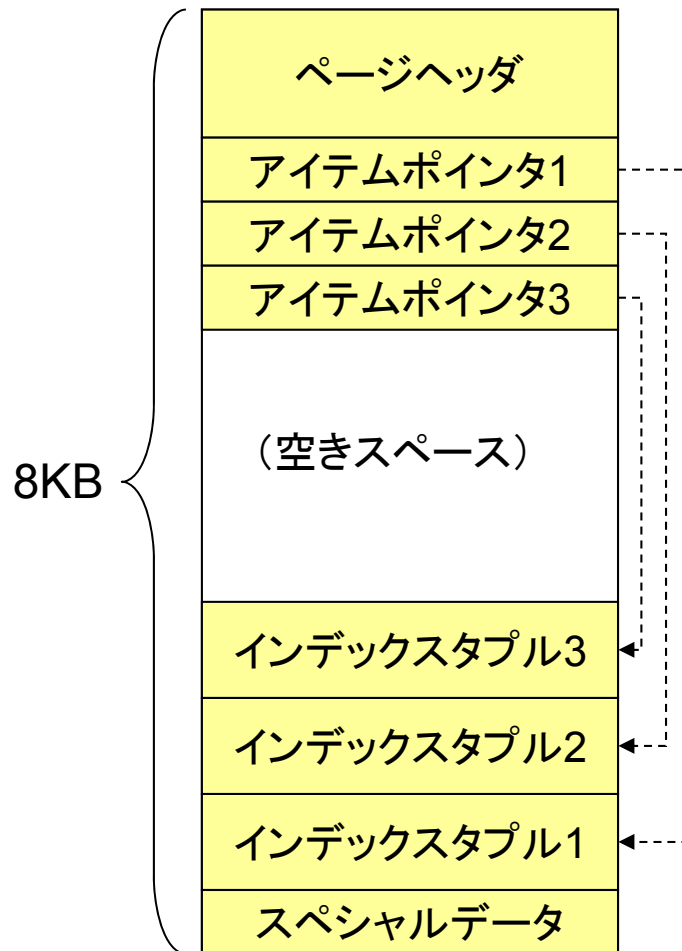 ページヘッダ
アイテムポインタ1
アイテムポインタ2
アイテムポインタ3
(空きスペース)
8KB
インデックスタプル3
インデックスタプル2
インデックスタプル1
スペシャルデータ